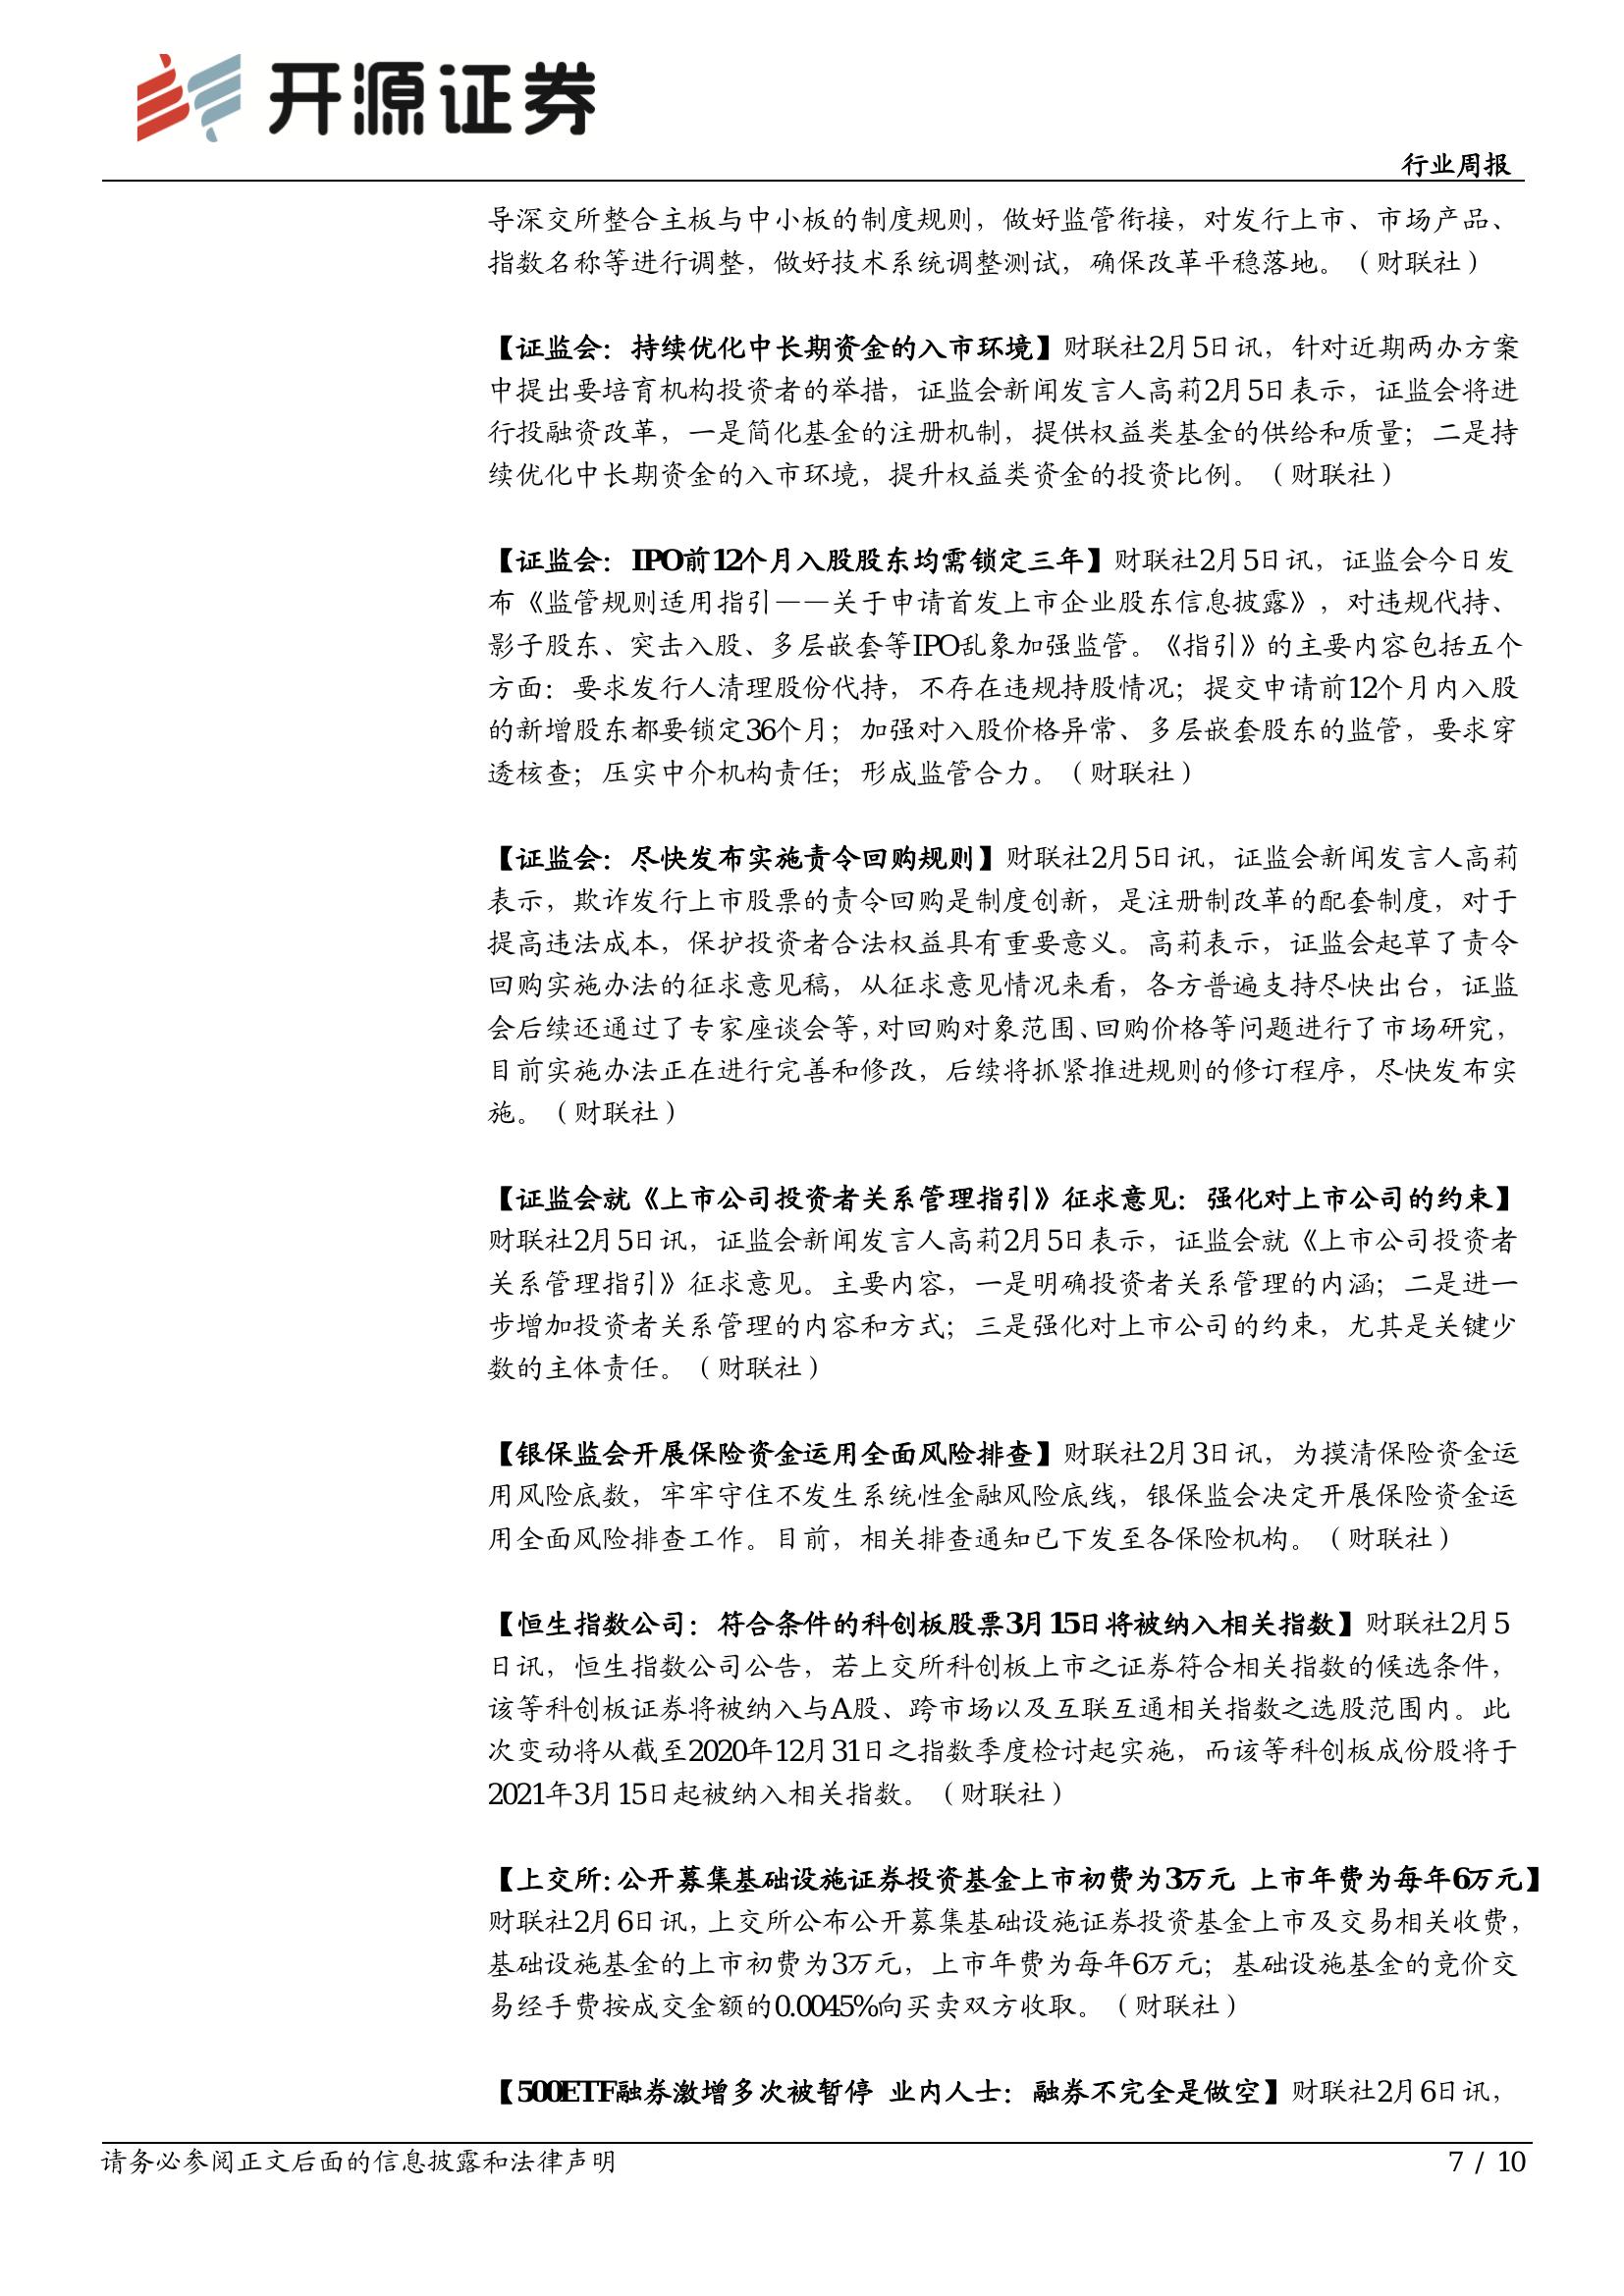 开源证券
行业周报
导深交所整合主板与中小板的制度规则，做好监管衔接，对发行上市、市场产品、
指数名称等进行调整，做好技术系统调整测试，确保改革平稳落地。（财联社）
【证监会：持续优化中长期资金的入市环境】财联社2月5日讯，针对近期两办方案
中提出要培育机构投资者的举措，证监会新闻发言人高莉2月5日表示，证监会将进
行投融资改革，一是简化基金的注册机制，提供权益类基金的供给和质量；二是持
续优化中长期资金的入市环境，提升权益类资金的投资比例。（财联社）
【证监会：IPO前12个月入股股东均需锁定三年】财联社2月5日讯，证监会今日发
布《监管规则适用指引——关于申请首发上市企业股东信息披露》，对违规代持、
影子股东、突击入股、多层嵌套等IPO乱象加强监管。《指引》的主要内容包括五个
方面：要求发行人清理股份代持，不存在违规持股情况；提交申请前12个月内入股
的新增股东都要锁定36个月；加强对入股价格异常、多层嵌套股东的监管，要求穿
透核查；压实中介机构责任；形成监管合力。（财联社）
【证监会：尽快发布实施责令回购规则】财联社2月5日讯，证监会新闻发言人高莉
表示，欺诈发行上市股票的责令回购是制度创新，是注册制改革的配套制度，对于
提高违法成本，保护投资者合法权益具有重要意义。高莉表示，证监会起草了责令
回购实施办法的征求意见稿，从征求意见情况来看，各方普遍支持尽快出台，证监
会后续还通过了专家座谈会等，对回购对象范围、回购价格等问题进行了市场研究，
目前实施办法正在进行完善和修改，后续将抓紧推进规则的修订程序，尽快发布实
施。（财联社）
【证监会就《上市公司投资者关系管理指引》征求意见：强化对上市公司的约束】
财联社2月5日讯，证监会新闻发言人高莉2月5日表示，证监会就《上市公司投资者
关系管理指引》征求意见。主要内容，一是明确投资者关系管理的内涵；二是进一
步增加投资者关系管理的内容和方式；三是强化对上市公司的约束，尤其是关键少
数的主体责任。（财联社）
【银保监会开展保险资金运用全面风险排查】财联社2月3日讯，为摸清保险资金运
用风险底数，牢牢守住不发生系统性金融风险底线，银保监会决定开展保险资金运
用全面风险排查工作。目前，相关排查通知已下发至各保险机构。（财联社）
【恒生指数公司：符合条件的科创板股票3月15日将被纳入相关指数】财联社2月5
日讯，恒生指数公司公告，若上交所科创板上市之证券符合相关指数的候选条件，
该等科创板证券将被纳入与A股、跨市场以及互联互通相关指数之选股范围内。此
次变动将从截至2020年12月31日之指数季度检讨起实施，而该等科创板成份股将于
2021年3月15日起被纳入相关指数。（财联社）
【上交所：公开募集基础设施证券投资基金上市初费为3万元 上市年费为每年6万元】
财联社2月6日讯，上交所公布公开募集基础设施证券投资基金上市及交易相关收费，
基础设施基金的上市初费为3万元，上市年费为每年6万元；基础设施基金的竞价交
易经手费按成交金额的0.0045%向买卖双方收取。（财联社）
【500ETF融券激增多次被暂停 业内人士：融券不完全是做空】财联社2月6日讯，
请务必参阅正文后面的信息披露和法律声明
7 / 10